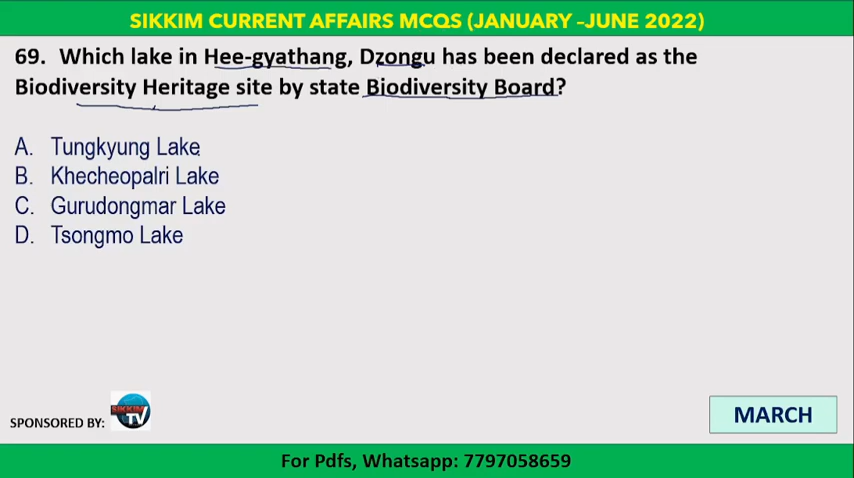 SIKKIM CURRENT AFFAIRS MCQS (JANUARY –JUNE 2022)
69. Which lake in Hee-gyathang, Dzongu has been declared as the
Biodiversity Heritage site by state Biodiversity Board?
A. Tungkyung Lake
B. Khecheopalri Lake
C. Gurudongmar Lake
D. Tsongmo Lake
SPONSORED BY:
SIKKIM
TV
MARCH
For Pdfs, Whatsapp: 7797058659